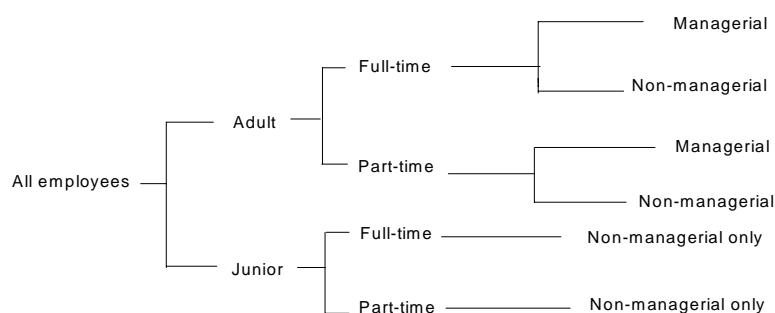 Managerial
Full-time
Non-managerial
Adult
Managerial
Part-time
All employees
Non-managerial
Full-time
Non-managerial only
Junior
Part-time
Non-managerial only